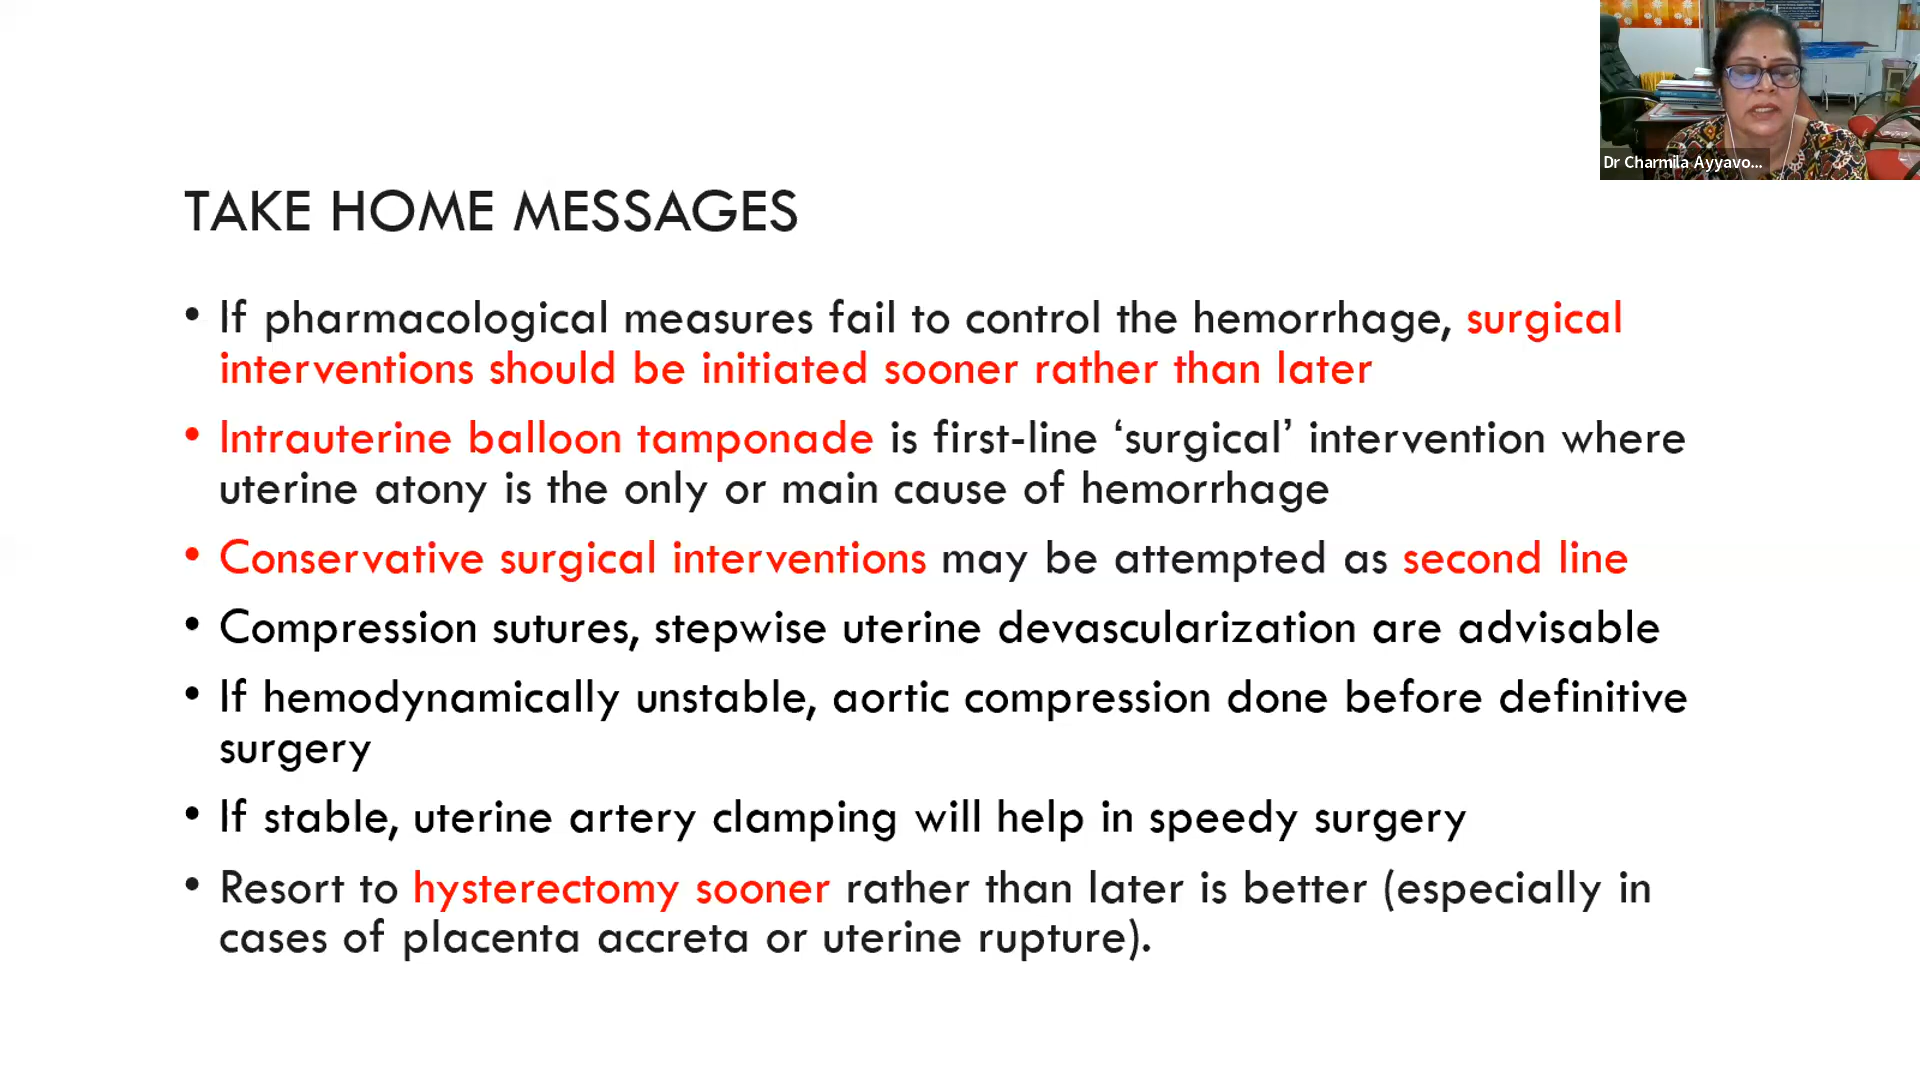 Dr Charmila Ayyavo...
TAKE HOME MESSAGES
• If pharmacological measures fail to control the hemorrhage, surgical
interventions should be initiated sooner rather than later
• Intrauterine balloon tamponade is first-line ‘surgical’ intervention where
uterine atony is the only or main cause of hemorrhage
• Conservative surgical interventions may be attempted as second line
• Compression sutures, stepwise uterine devascularization are advisable
• If hemodynamically unstable, aortic compression done before definitive
surgery
• If stable, uterine artery clamping will help in speedy surgery
• Resort to hysterectomy sooner rather than later is better (especially in
cases of placenta accreta or uterine rupture).